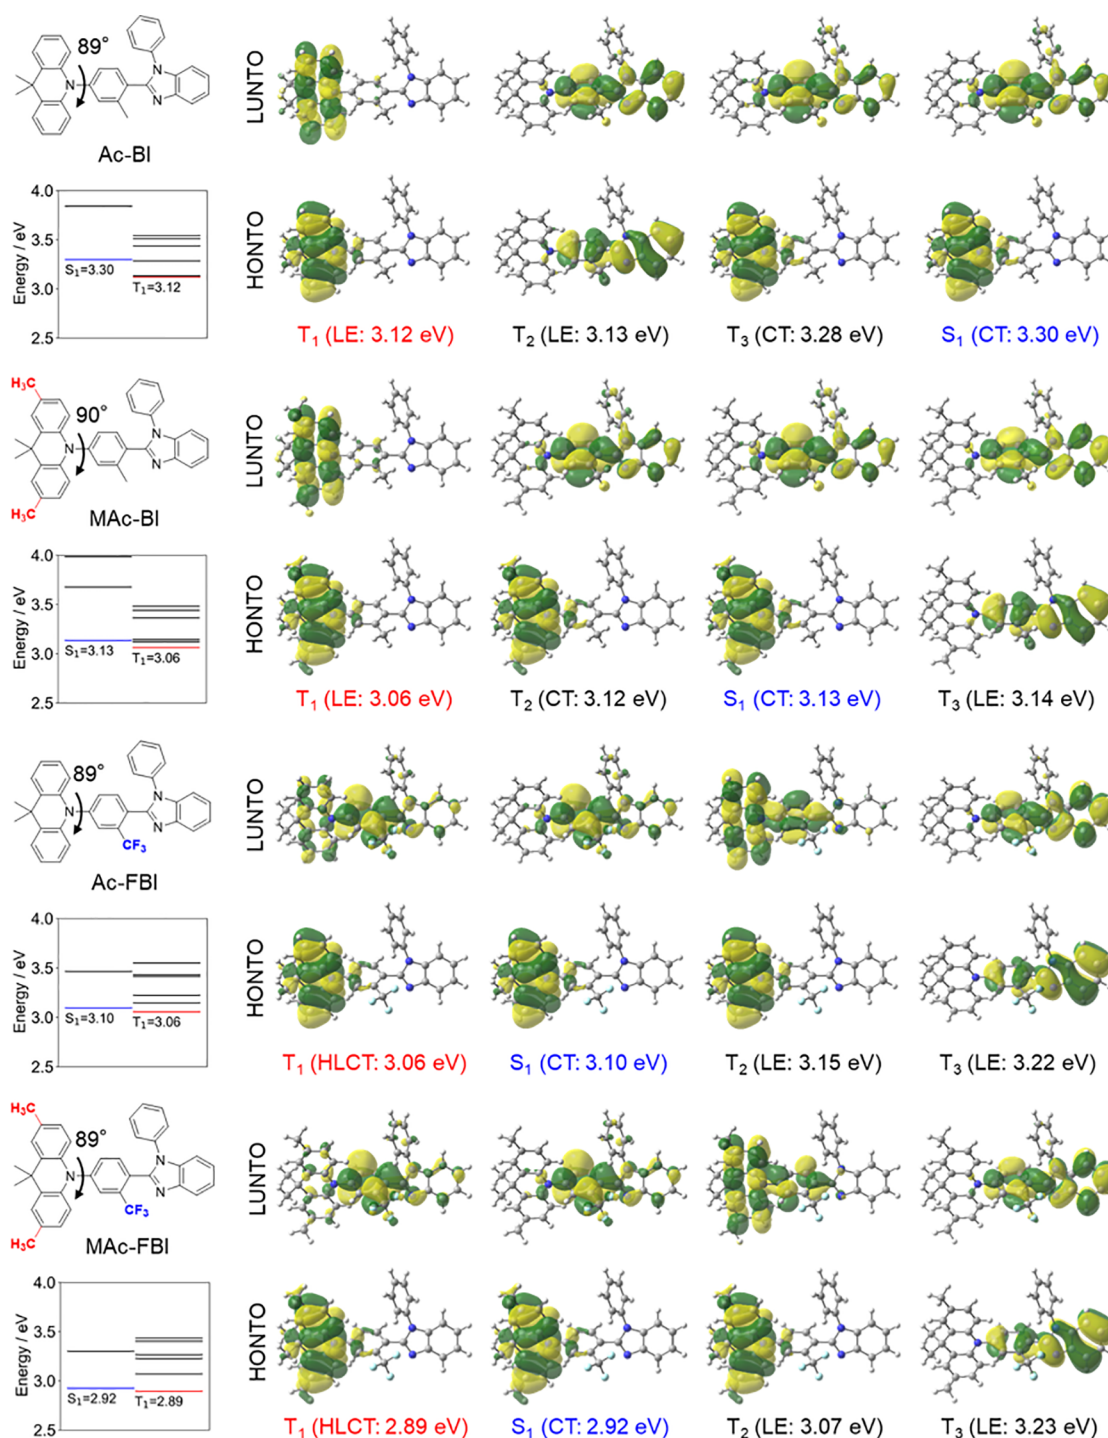 89°
N
N
N
Ac-BI
LUNTO
HONTO
4.0
3.5
3.0
2.5
Energy / eV
S₁=3.30
T₁=3.12
T₁ (LE: 3.12 eV)
T₂ (LE: 3.13 eV)
T₃ (CT: 3.28 eV)
S₁ (CT: 3.30 eV)
H₃C
90°
N
N
N
H₃C
MAc-BI
LUNTO
HONTO
4.0
3.5
3.0
2.5
Energy / eV
S₁=3.13
T₁=3.06
T₁ (LE: 3.06 eV)
T₂ (CT: 3.12 eV)
S₁ (CT: 3.13 eV)
T₃ (LE: 3.14 eV)
89°
N
N
N
CF₃
Ac-FBI
LUNTO
HONTO
4.0
3.5
3.0
2.5
Energy / eV
S₁=3.10
T₁=3.06
T₁ (HLCT: 3.06 eV)
S₁ (CT: 3.10 eV)
T₂ (LE: 3.15 eV)
T₃ (LE: 3.22 eV)
H₃C
89°
N
N
N
CF₃
H₃C
MAc-FBI
LUNTO
HONTO
4.0
3.5
3.0
2.5
Energy / eV
S₁=2.92
T₁=2.89
T₁ (HLCT: 2.89 eV)
S₁ (CT: 2.92 eV)
T₂ (LE: 3.07 eV)
T₃ (LE: 3.23 eV)